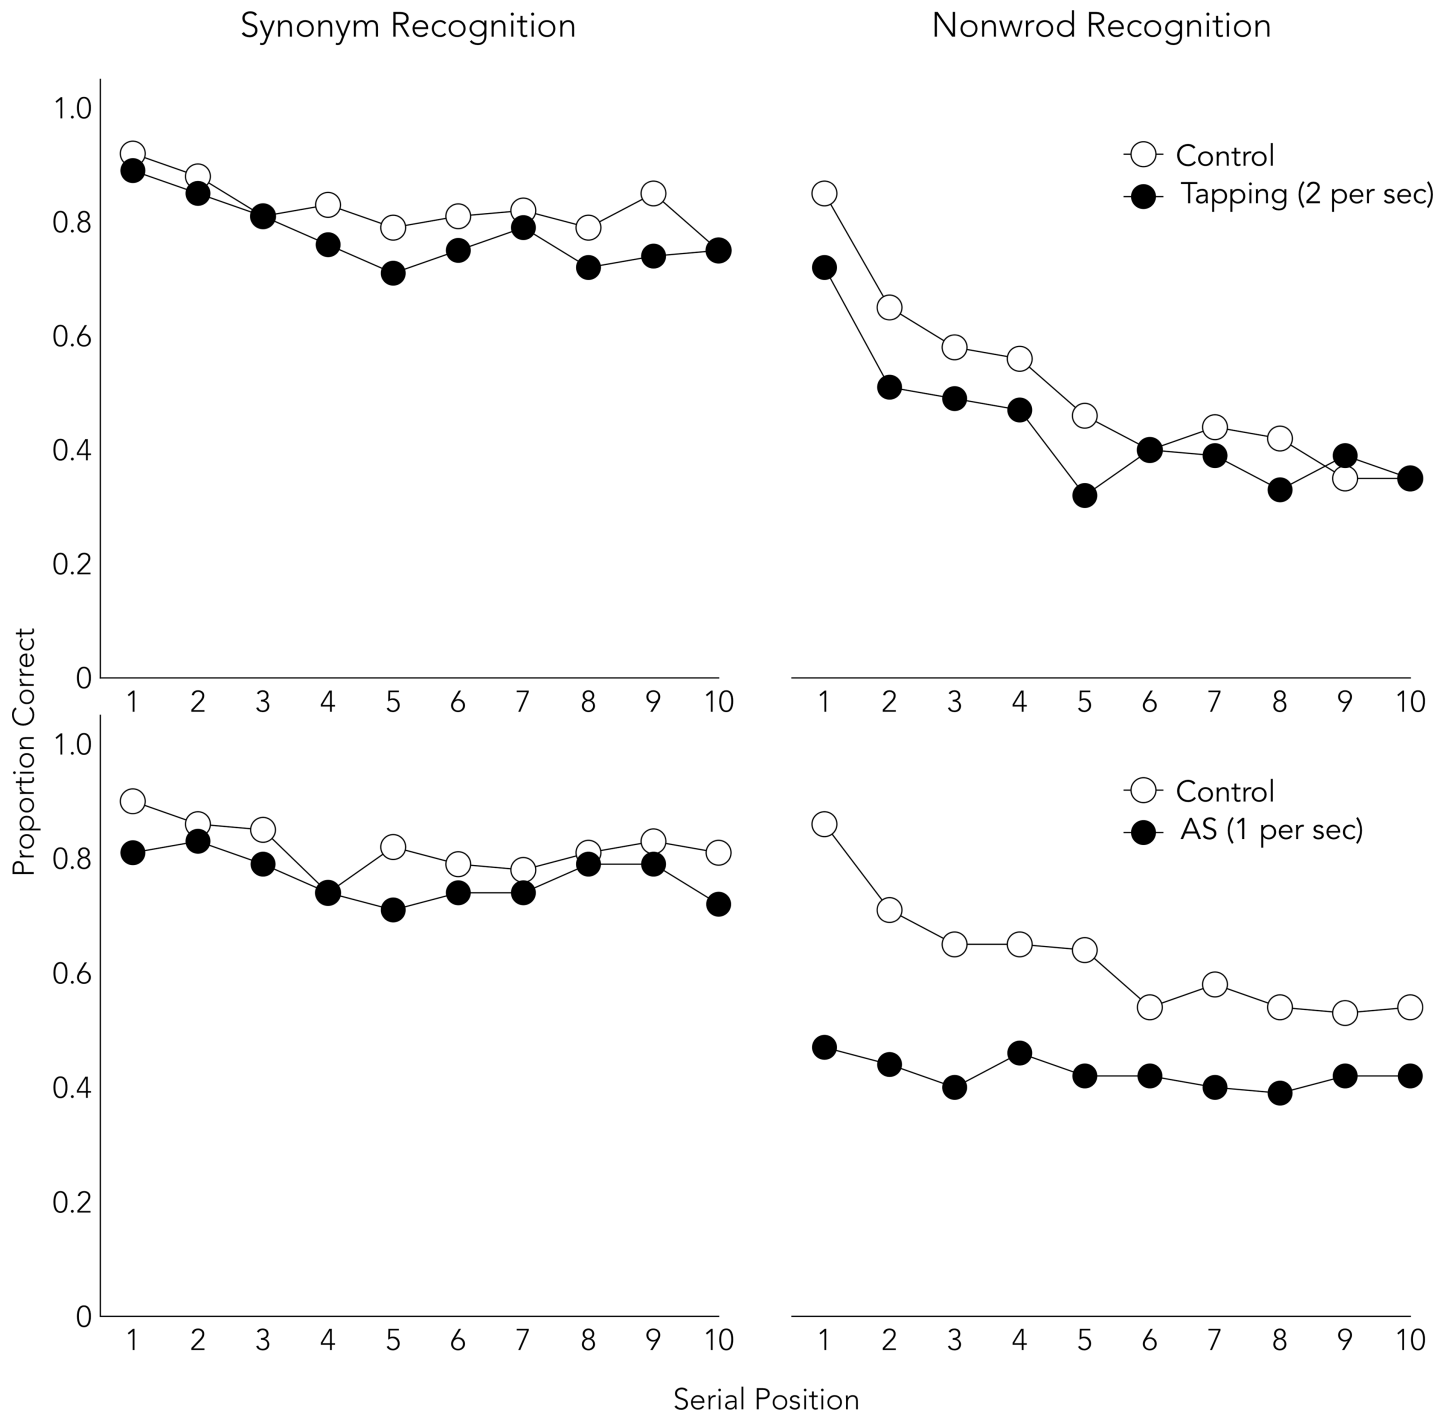 Synonym Recognition
Nonwrod Recognition
1.0
0.8
0.6
0.4
0.2
0
Control
Tapping (2 per sec)
1 2 3 4 5 6 7 8 9 10
1 2 3 4 5 6 7 8 9 10
Proportion Correct
1.0
0.8
0.6
0.4
0.2
0
Control
AS (1 per sec)
1 2 3 4 5 6 7 8 9 10
1 2 3 4 5 6 7 8 9 10
Serial Position